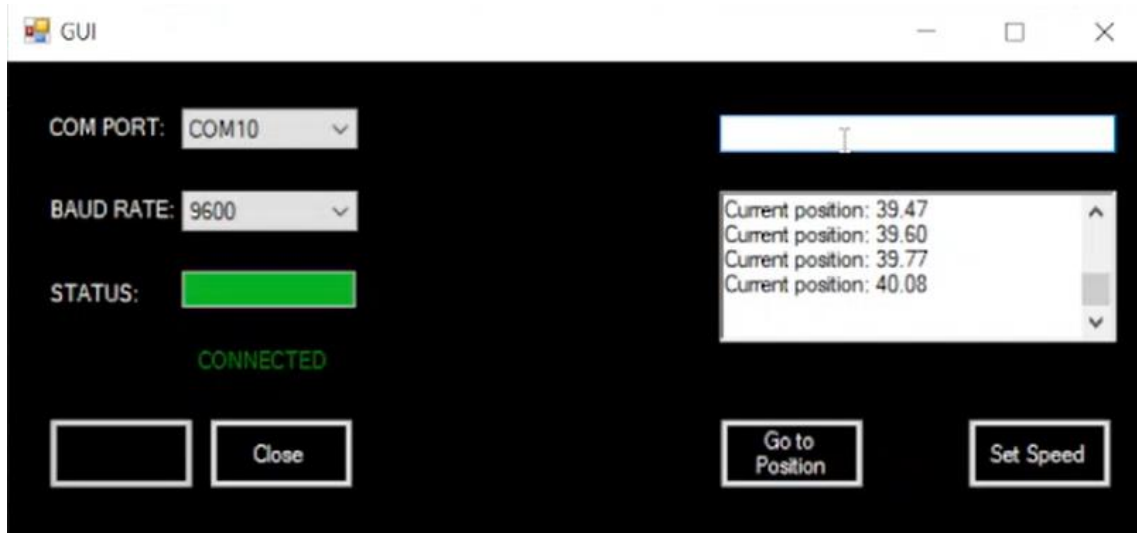 GUI
COM PORT: COM10
BAUD RATE: 9600
STATUS:
CONNECTED
Close
Current position: 39.47
Current position: 39.60
Current position: 39.77
Current position: 40.08
Go to
Position
Set Speed